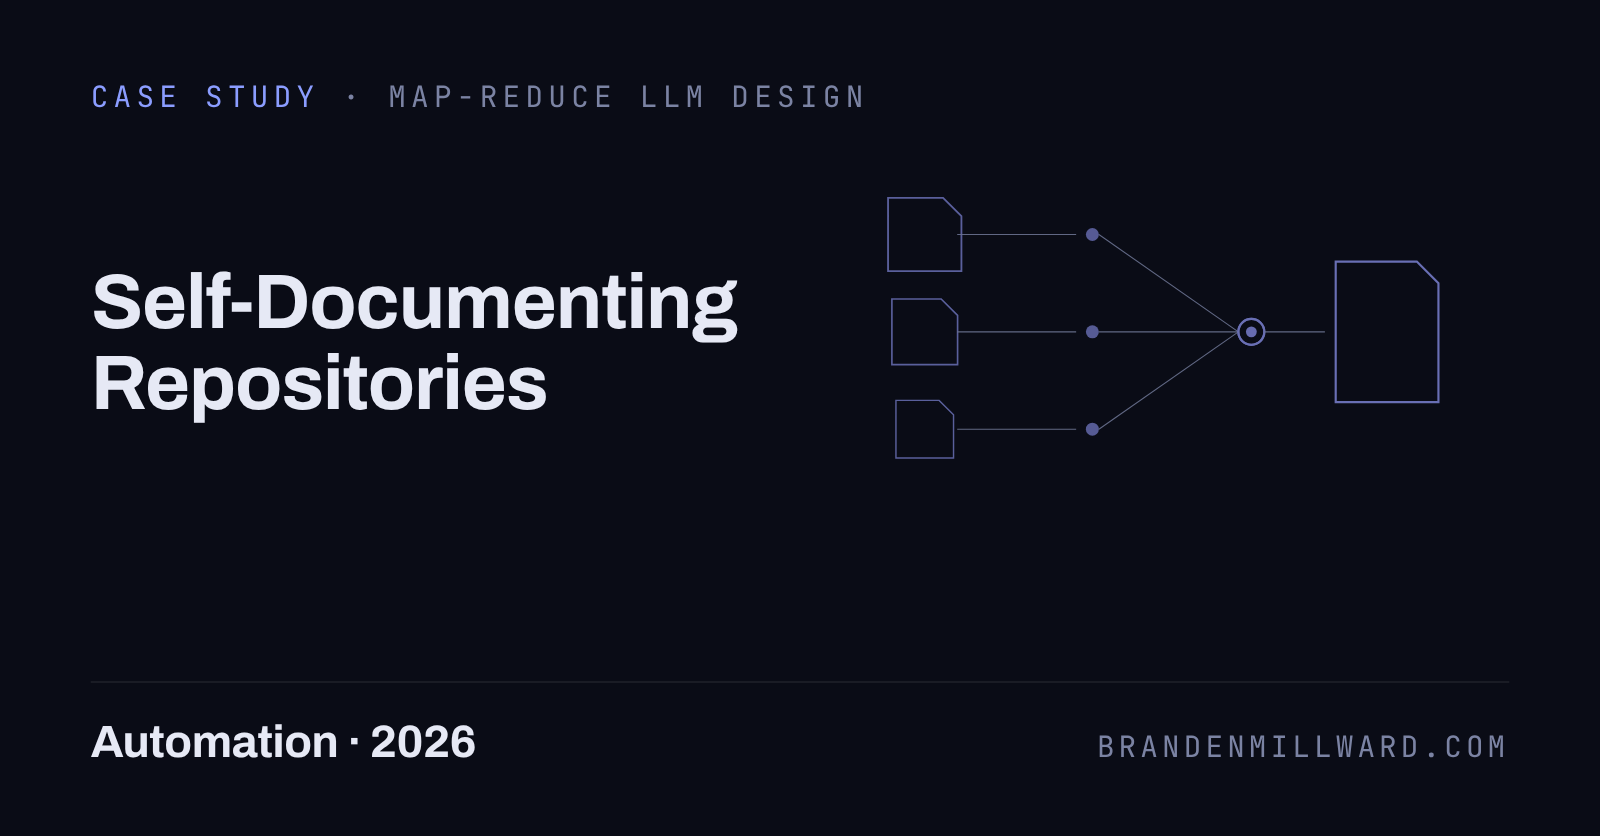 CASE STUDY · MAP-REDUCE LLM DESIGN
Self-Documenting
Repositories
Automation · 2026
BRANDENMILLWARD.COM